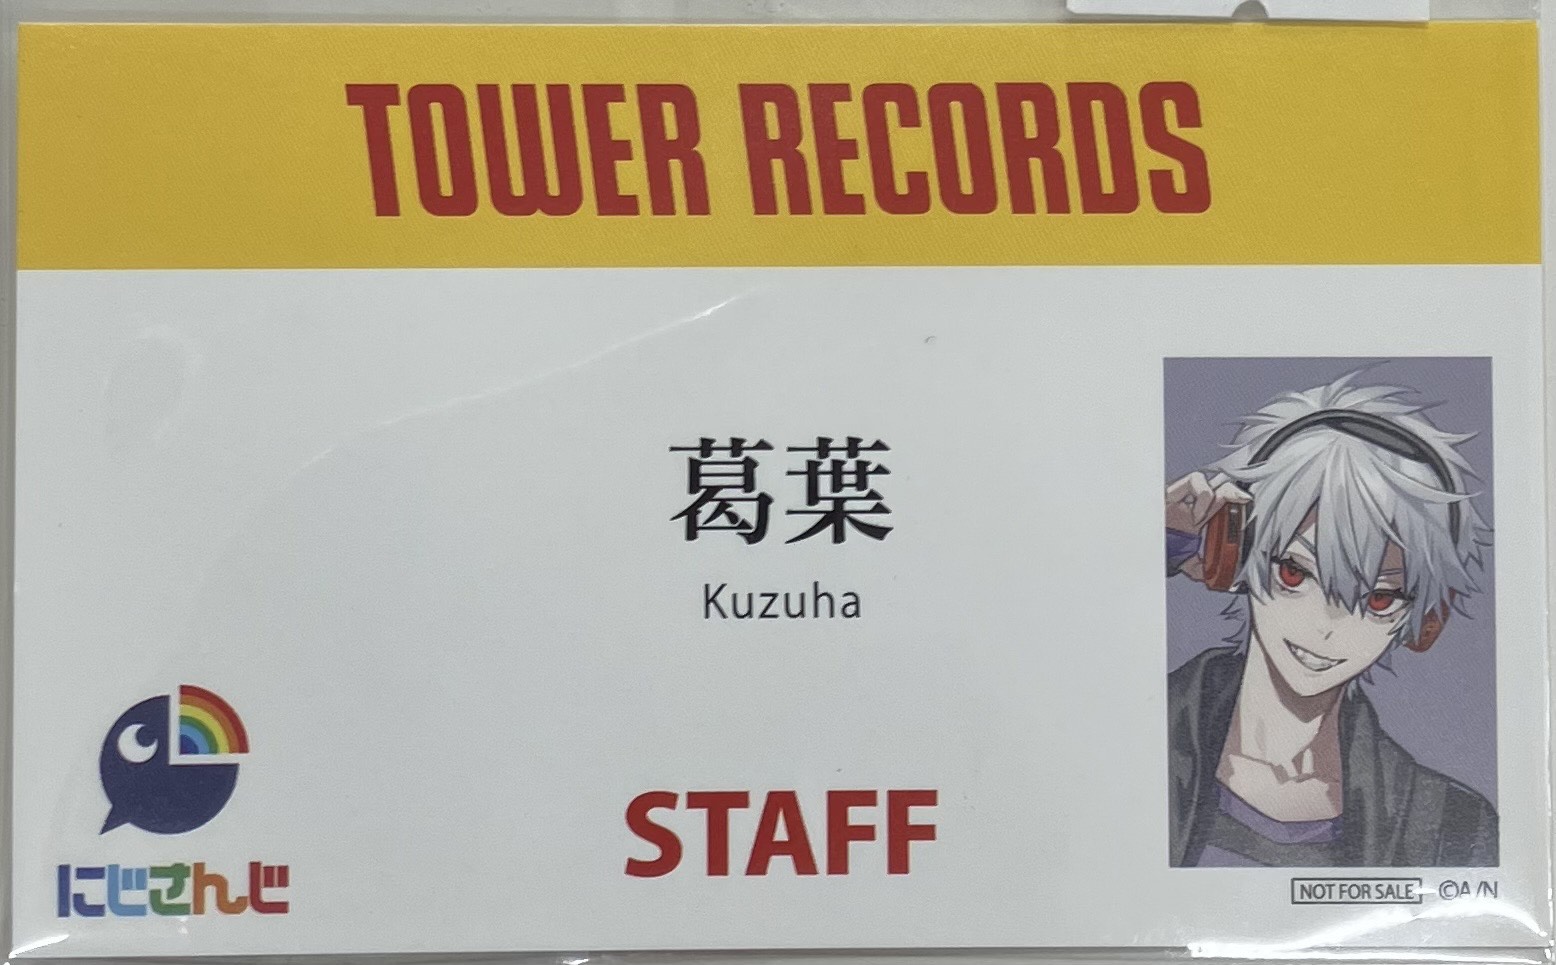 TOWER RECORDS
葛葉
Kuzuha
STAFF
にじさんじ
NOT FOR SALE ©A/N